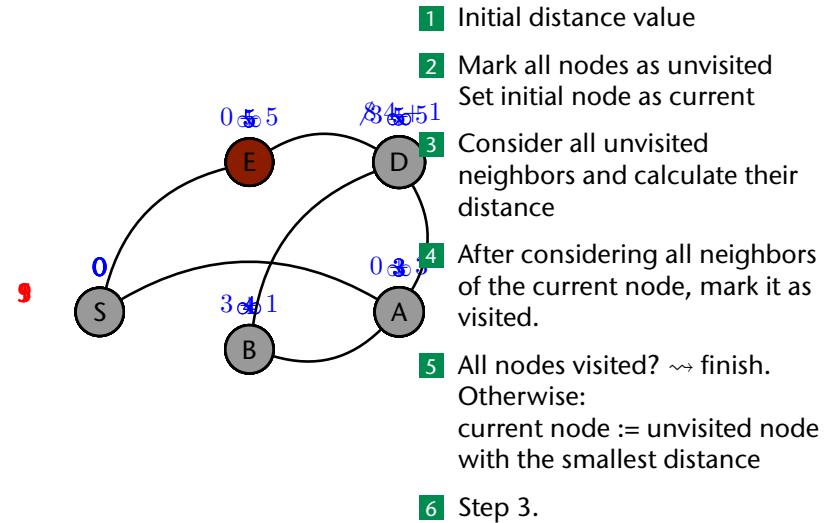 1 Initial distance value
2 Mark all nodes as unvisited
Set initial node as current
3 Consider all unvisited
neighbors and calculate their
distance
4 After considering all neighbors
of the current node, mark it as
visited.
5 All nodes visited? ⇝ finish.
Otherwise:
current node := unvisited node
with the smallest distance
6 Step 3.
E
D
0
S
A
B